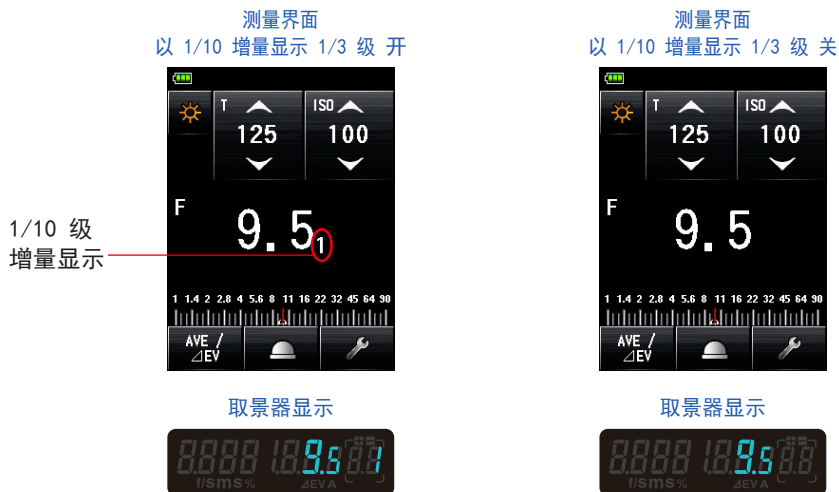 测量界面
以 1/10 增量显示 1/3 级 开
T
ISO
125
100
F
9.5
1
1 1.4 2 2.8 4 5.6 8 11 16 22 32 45 64 90
AVE /
⊿EV
1/10 级
增量显示
取景器显示
9.5 1
f/sms%
⊿EVA
测量界面
以 1/10 增量显示 1/3 级 关
T
ISO
125
100
F
9.5
1 1.4 2 2.8 4 5.6 8 11 16 22 32 45 64 90
AVE /
⊿EV
取景器显示
9.5
f/sms%
⊿EVA